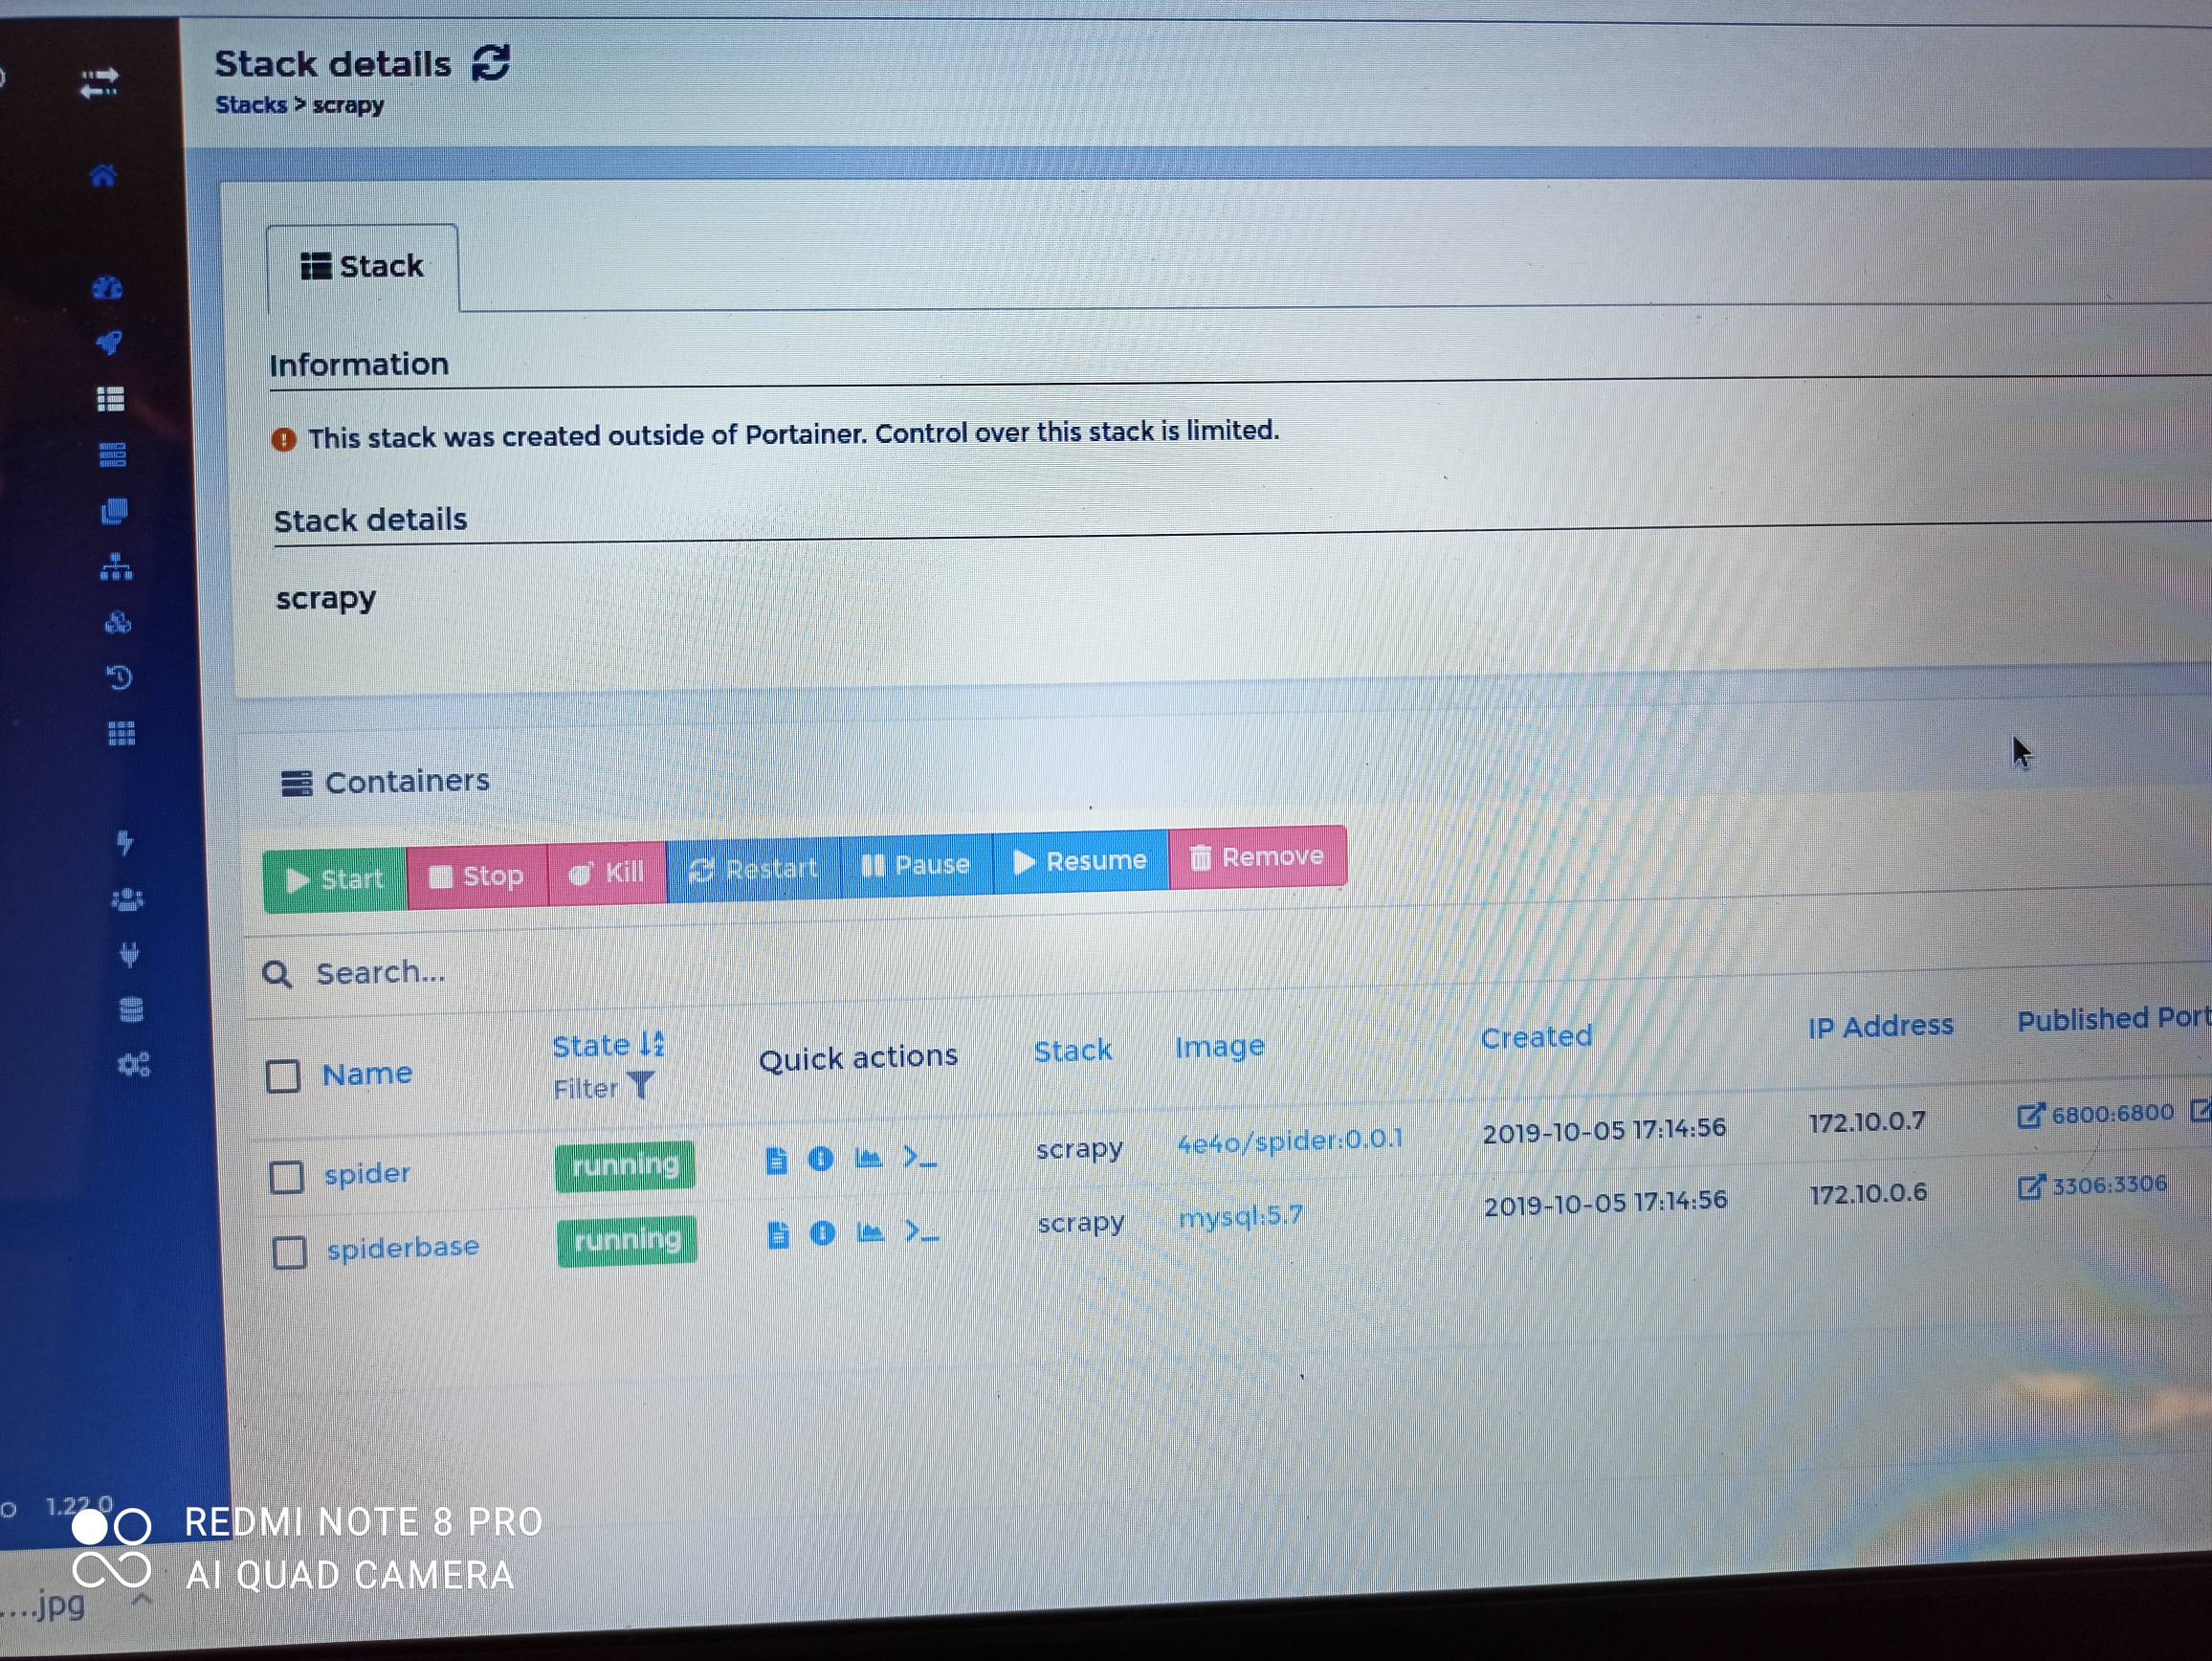 Stack details
Stacks > scrapy
Stack
Information
This stack was created outside of Portainer. Control over this stack is limited.
Stack details
scrapy
Containers
Start Stop Kill Restart Pause Resume Remove
Search...
Name State Filter Quick actions Stack Image Created IP Address Published Port
spider running scrapy 4e4o/spider:0.0.1 2019-10-05 17:14:56 172.10.0.7 6800:6800
spiderbase running scrapy mysql:5.7 2019-10-05 17:14:56 172.10.0.6 3306:3306
1.22.0
REDMI NOTE 8 PRO
AI QUAD CAMERA
....jpg